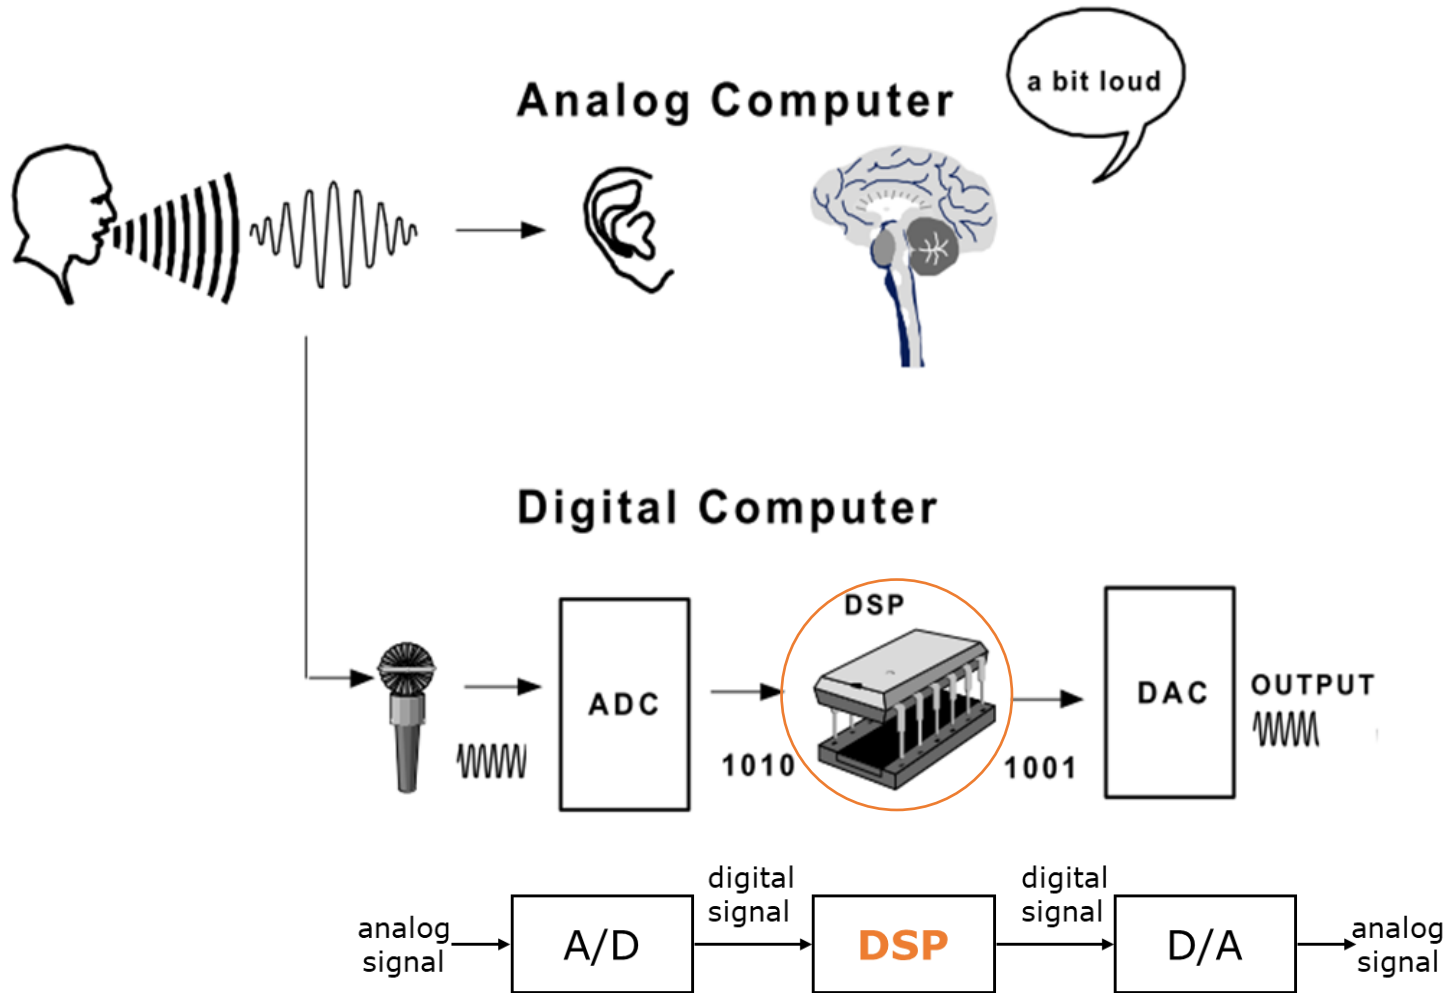 a bit loud
Analog Computer
Digital Computer
DSP
ADC
DAC
OUTPUT
1010
1001
digital
signal
digital
signal
analog
signal
A/D
DSP
D/A
analog
signal